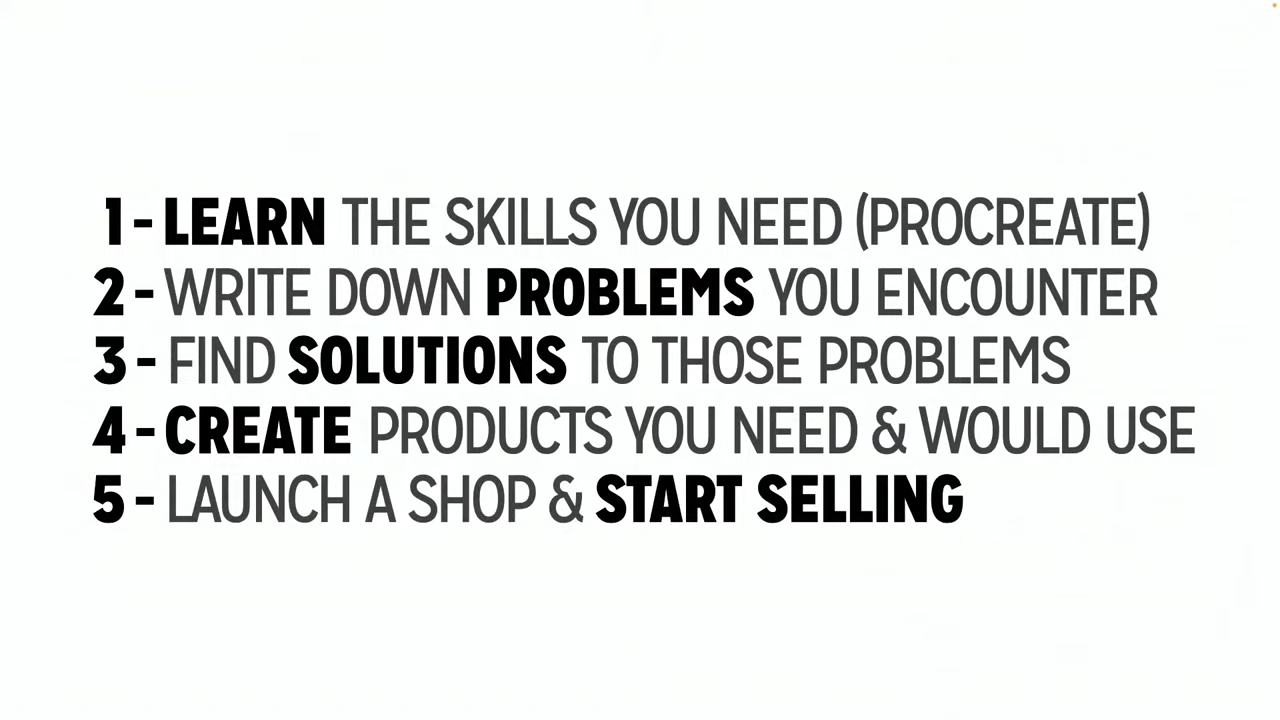 1 - LEARN THE SKILLS YOU NEED (PROCREATE)
2 - WRITE DOWN PROBLEMS YOU ENCOUNTER
3 - FIND SOLUTIONS TO THOSE PROBLEMS
4 - CREATE PRODUCTS YOU NEED & WOULD USE
5 - LAUNCH A SHOP & START SELLING